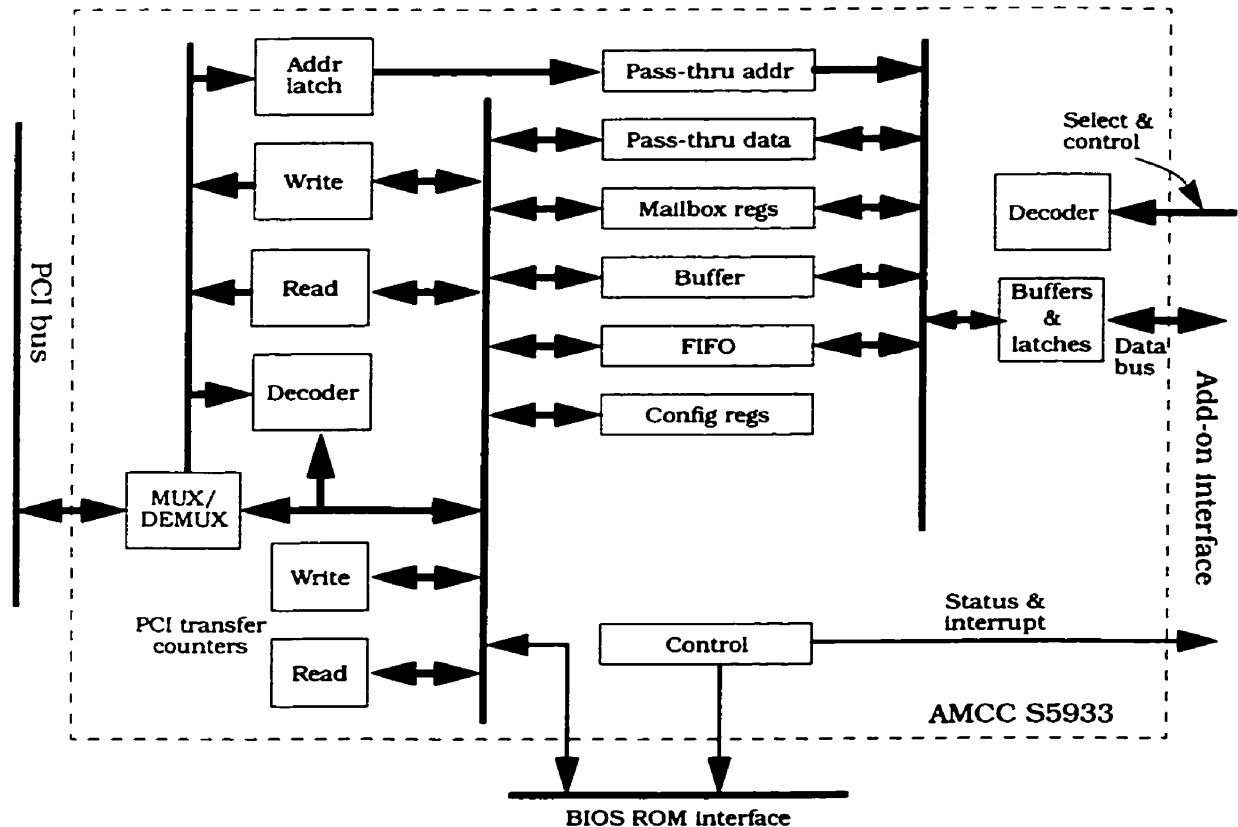 Addr
latch
Pass-thru addr
Select &
control
Write
Pass-thru data
Mailbox regs
Decoder
PCI bus
Read
Buffer
Buffers
&
latches
FIFO
Data
bus
Decoder
Config regs
Add-on interface
MUX/
DEMUX
Write
PCI transfer
counters
Status &
interrupt
Control
Read
AMCC S5933
BIOS ROM interface